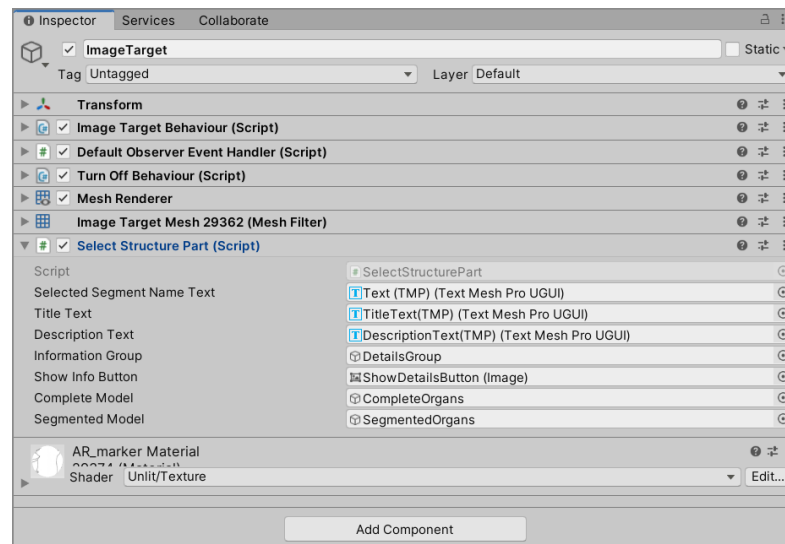 Inspector Services Collaborate
ImageTarget Static
Tag Untagged Layer Default
Transform
Image Target Behaviour (Script)
# Default Observer Event Handler (Script)
Turn Off Behaviour (Script)
Mesh Renderer
Image Target Mesh 29362 (Mesh Filter)
# Select Structure Part (Script)
Script # SelectStructurePart
Selected Segment Name Text T Text (TMP) (Text Mesh Pro UGUI)
Title Text T TitleText(TMP) (Text Mesh Pro UGUI)
Description Text T DescriptionText(TMP) (Text Mesh Pro UGUI)
Information Group DetailsGroup
Show Info Button ShowDetailsButton (Image)
Complete Model CompleteOrgans
Segmented Model SegmentedOrgans
AR_marker Material
Shader Unlit/Texture Edit...
Add Component